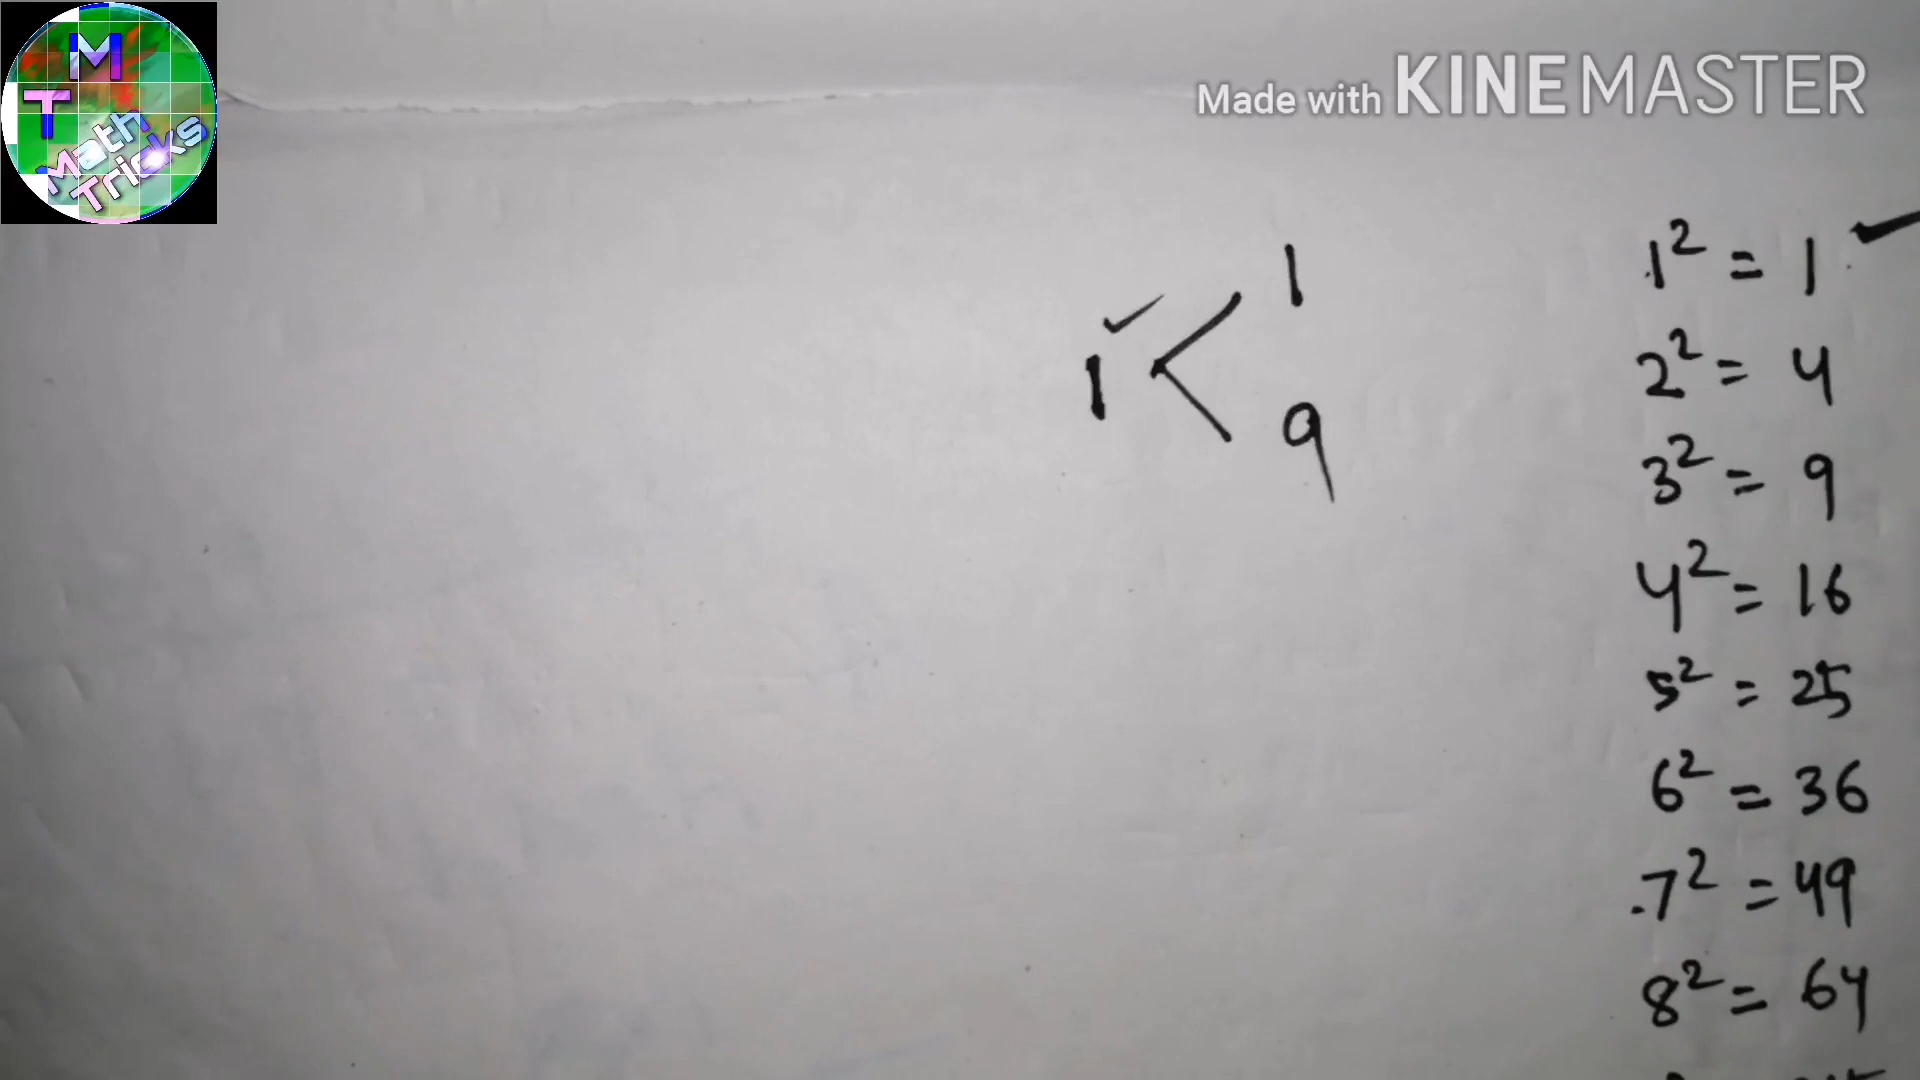 M
T
Math
Tricks
Made with KINEMASTER
1 < 1
9
1² = 1
2² = 4
3² = 9
4² = 16
5² = 25
6² = 36
7² = 49
8² = 64